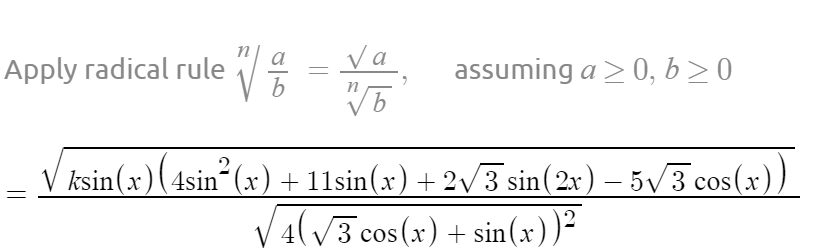 Apply radical rule ⁿ√(a/b) = √a / ⁿ√b, assuming a ≥ 0, b ≥ 0
= √(ksin(x)(4sin²(x) + 11sin(x) + 2√3 sin(2x) − 5√3 cos(x))) / √(4(√3 cos(x) + sin(x))²)